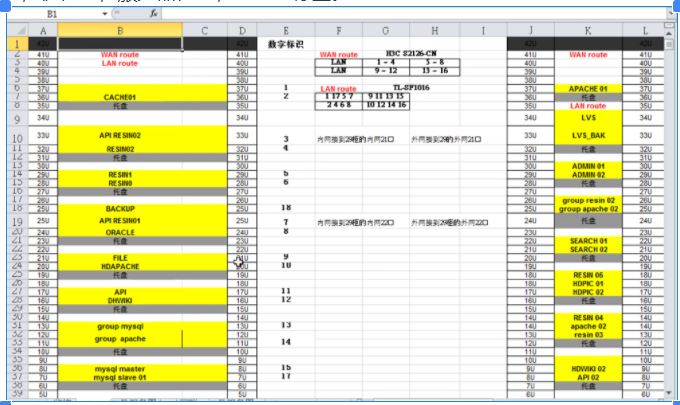 B1 fx
A B C D E F G H I J K L
1 42U 42U 数字标识 42U 42U
2 41U WAN route 41U WAN route H3C S2126-CN 41U WAN route 41U
3 40U LAN route 40U LAN 1 - 4 5 - 8 40U 40U
4 39U 39U LAN 9 - 12 13 - 16 39U 39U
5 38U 38U 38U 38U
6 37U 37U 1 LAN route TL-SF1016 37U APACHE 01 37U
7 36U CACHE01 36U 2 1 17 5 7 9 11 13 15 36U 托盘 36U
8 35U 托盘 35U 2 4 6 8 10 12 14 16 35U LAN route 35U
9 34U 34U 34U LVS 34U
10 33U API RESIN02 33U 3 内网接到29柜的内网21口 外网接到29柜的外网21口 33U LVS_BAK 33U
11 32U RESIN02 32U 4 32U 托盘 32U
12 31U 托盘 31U 31U 31U
13 30U 30U 30U ADMIN 01 30U
14 29U RESIN1 29U 5 29U ADMIN 02 29U
15 28U RESIN0 28U 6 28U 托盘 28U
16 27U 托盘 27U 27U 27U
17 26U 26U 26U group resin 02 26U
18 25U BACKUP 25U 18 25U group apache 02 25U
19 25U API RESIN01 25U 7 内网接到29柜的内网22口 外网接到29柜的外网22口 24U 托盘 24U
20 24U ORACLE 24U 8 23U 23U
21 23U 托盘 23U 22U SEARCH 01 22U
22 22U 22U 21U SEARCH 02 21U
23 21U FILE 21U 9 20U 托盘 20U
24 20U HDAPACHE 20U 10 19U 19U
25 19U 托盘 19U 18U RESIN 05 18U
26 18U 18U 18U HDPIC 01 18U
27 17U API 17U 11 17U HDPIC 02 17U
28 16U DHWIKI 16U 12 16U 托盘 16U
29 15U 托盘 15U 15U 15U
30 14U 14U 14U RESIN 04 14U
31 13U group mysql 13U 13 13U apache 02 13U
32 12U group apache 12U 13U resin 03 13U
33 11U 11U 14 12U 托盘 12U
34 10U 托盘 10U 11U 11U
35 9U 9U 10U 10U
36 8U mysql master 8U 9U HDWIKI 02 9U
37 7U mysql slave 01 7U 17 8U API 02 8U
38 6U 托盘 6U 7U 托盘 7U
39 5U 5U 6U 6U